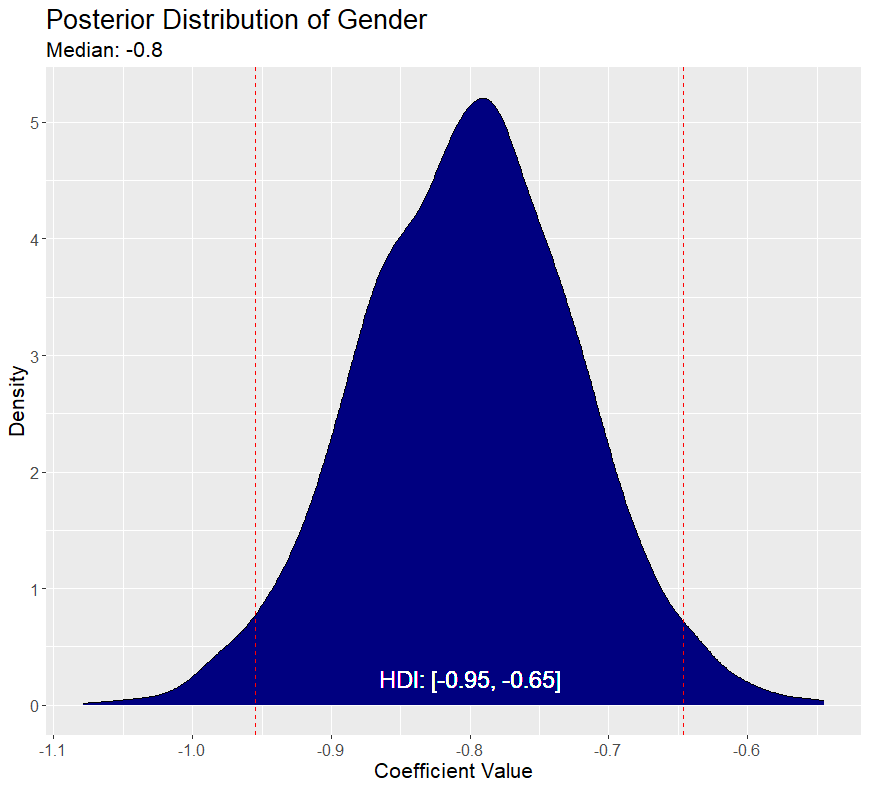 Posterior Distribution of Gender
Median: -0.8
5
4
3
2
1
0
Density
HDI: [-0.95, -0.65]
-1.1 -1.0 -0.9 -0.8 -0.7 -0.6
Coefficient Value